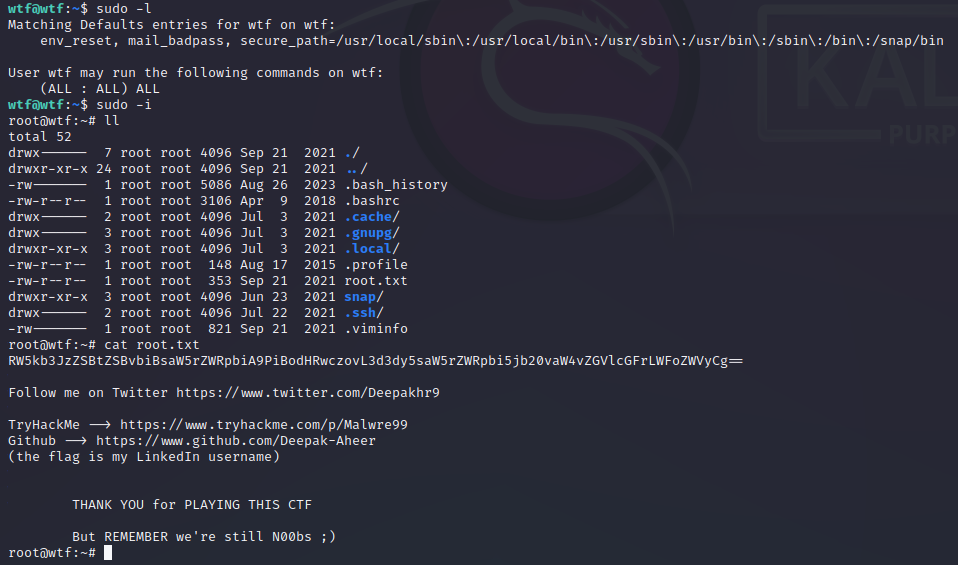 wtf@wtf:~$ sudo -l
Matching Defaults entries for wtf on wtf:
    env_reset, mail_badpass, secure_path=/usr/local/sbin\:/usr/local/bin\:/usr/sbin\:/usr/bin\:/sbin\:/bin\:/snap/bin

User wtf may run the following commands on wtf:
    (ALL : ALL) ALL
wtf@wtf:~$ sudo -i
root@wtf:~# ll
total 52
drwx------  7 root root 4096 Sep 21  2021 ./
drwxr-xr-x 24 root root 4096 Sep 21  2021 ../
-rw-------  1 root root 5086 Aug 26  2023 .bash_history
-rw-r--r--  1 root root 3106 Apr  9  2018 .bashrc
drwx------  2 root root 4096 Jul  3  2021 .cache/
drwx------  3 root root 4096 Jul  3  2021 .gnupg/
drwxr-xr-x  3 root root 4096 Jul  3  2021 .local/
-rw-r--r--  1 root root  148 Aug 17  2015 .profile
-rw-r--r--  1 root root  353 Sep 21  2021 root.txt
drwxr-xr-x  3 root root 4096 Jun 23  2021 snap/
drwx------  2 root root 4096 Jul 22  2021 .ssh/
-rw-------  1 root root  821 Sep 21  2021 .viminfo
root@wtf:~# cat root.txt
RW5kb3JzZSBtZSBvbiBsaW5rZWRpbiA9PiBodHRwczovL3d3dy5saW5rZWRpbi5jb20vaW4vZGVlcGFrLWFoZWVyCg==

Follow me on Twitter https://www.twitter.com/Deepakhr9

TryHackMe --> https://www.tryhackme.com/p/Malwre99
Github --> https://www.github.com/Deepak-Aheer
(the flag is my LinkedIn username)

        THANK YOU for PLAYING THIS CTF

        But REMEMBER we're still N00bs ;)
root@wtf:~#
KAL
PURP